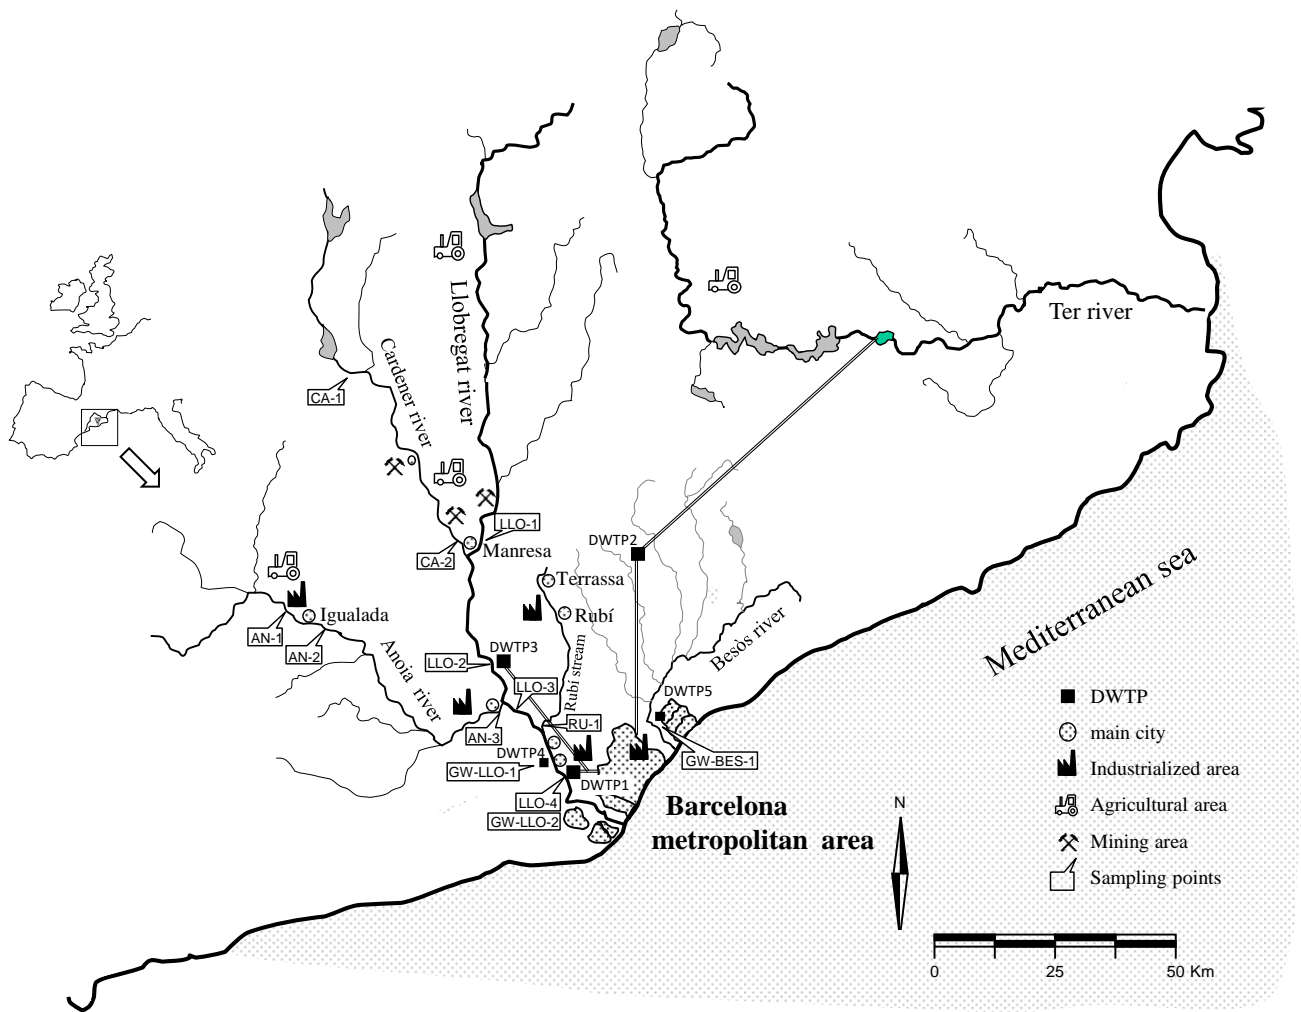 Ter river
Llobregat river
Cardener river
CA-1
LLO-1
CA-2
Manresa
DWTP2
Terrassa
Rubí
Igualada
AN-1
AN-2
Anoia river
DWTP3
LLO-2
LLO-3
Rubí stream
RU-1
AN-3
DWTP4
GW-LLO-1
DWTP1
LLO-4
GW-LLO-2
Besòs river
DWTP5
GW-BES-1
Mediterranean sea
Barcelona
metropolitan area
DWTP
main city
Industrialized area
Agricultural area
Mining area
Sampling points
N
0 25 50 Km